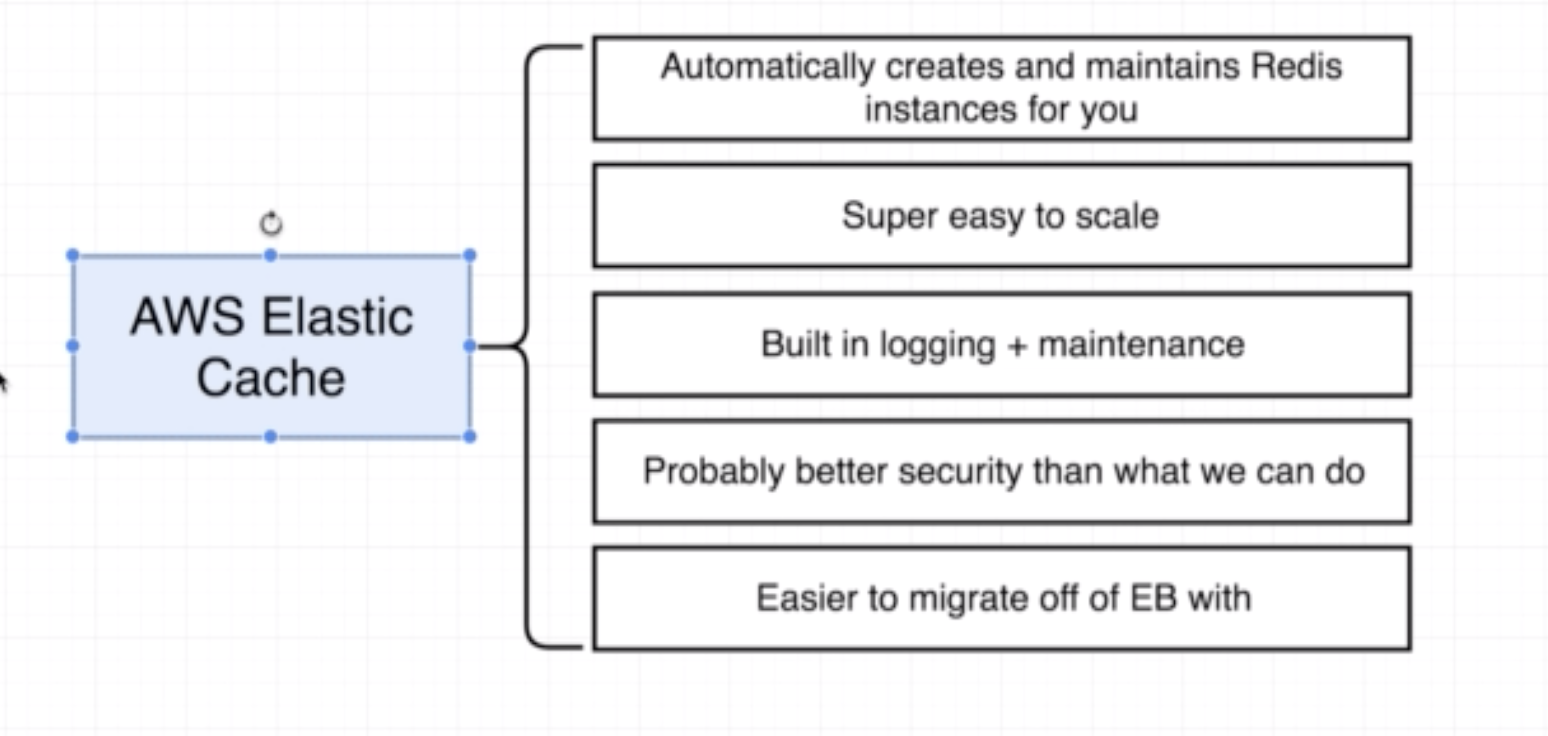 AWS Elastic
Cache
Automatically creates and maintains Redis
instances for you
Super easy to scale
Built in logging + maintenance
Probably better security than what we can do
Easier to migrate off of EB with